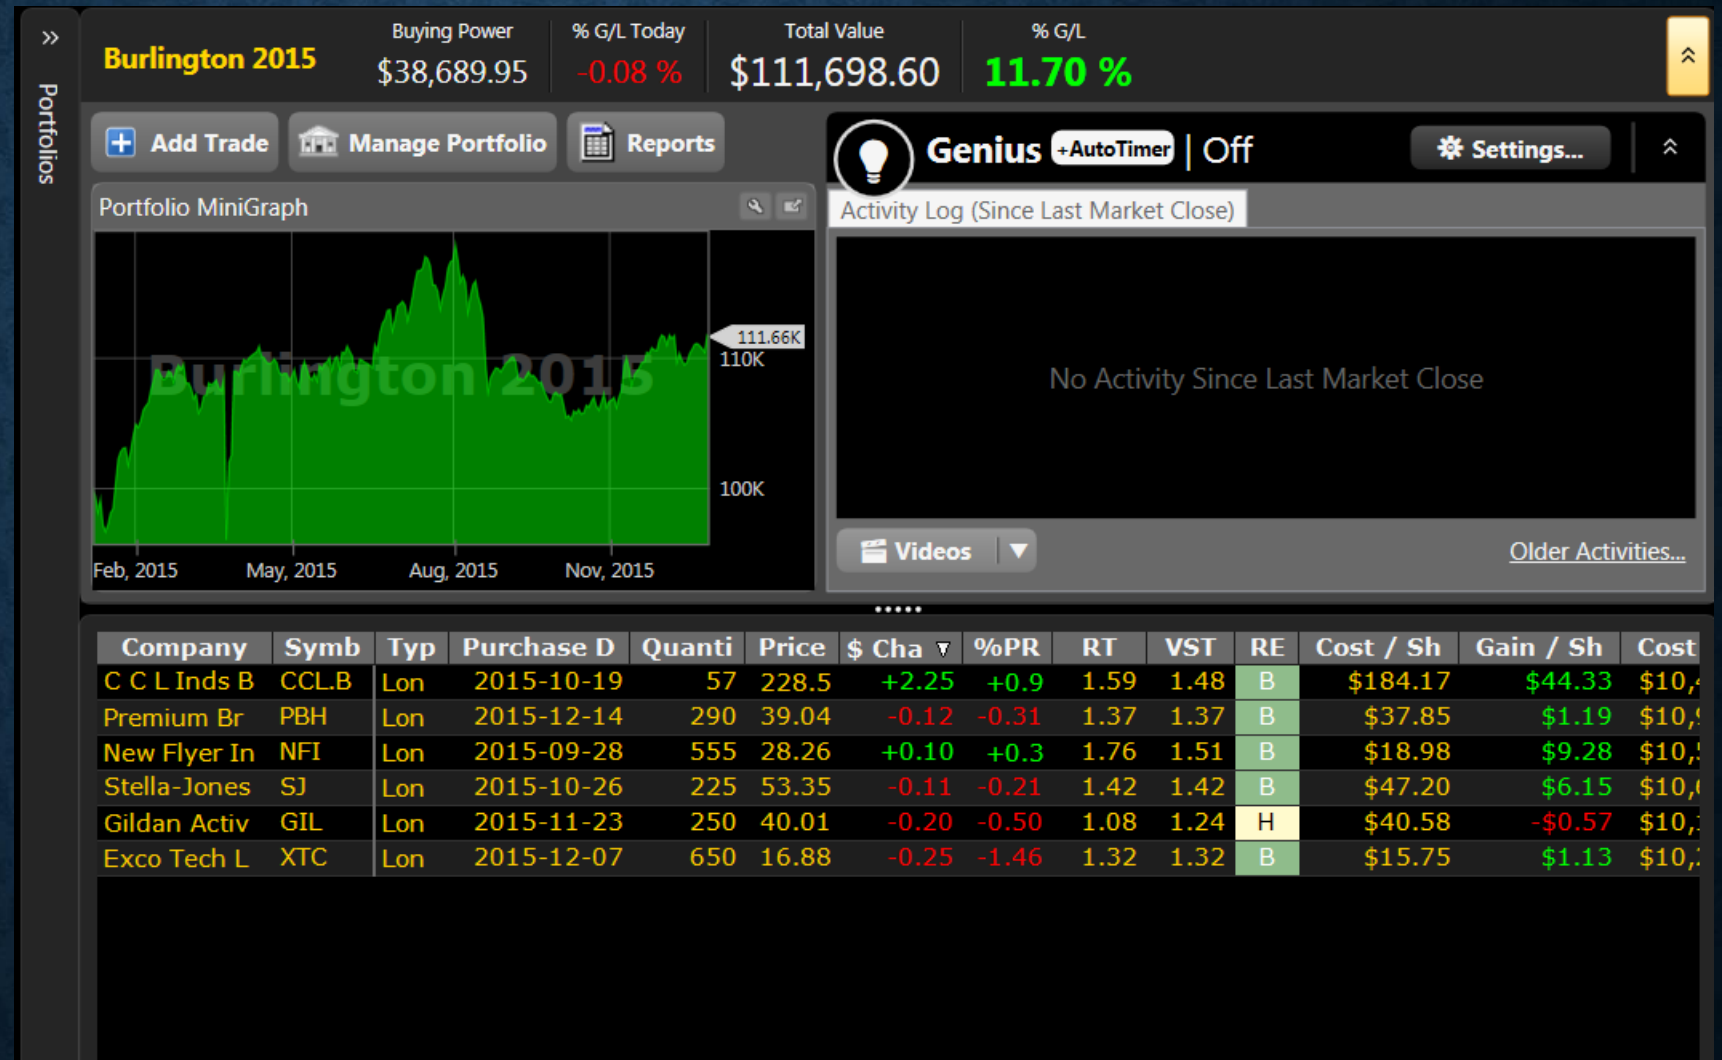 Portfolios
Burlington 2015
Buying Power
$38,689.95
% G/L Today
-0.08 %
Total Value
$111,698.60
% G/L
11.70 %
Add Trade
Manage Portfolio
Reports
Genius +AutoTimer | Off
Settings...
Portfolio MiniGraph
Activity Log (Since Last Market Close)
Burlington 2015
111.66K
110K
100K
Feb, 2015 May, 2015 Aug, 2015 Nov, 2015
No Activity Since Last Market Close
Videos
Older Activities...
Company Symb Typ Purchase D Quanti Price $ Cha %PR RT VST RE Cost / Sh Gain / Sh Cost
C C L Inds B CCL.B Lon 2015-10-19 57 228.5 +2.25 +0.9 1.59 1.48 B $184.17 $44.33 $10,
Premium Br PBH Lon 2015-12-14 290 39.04 -0.12 -0.31 1.37 1.37 B $37.85 $1.19 $10,
New Flyer In NFI Lon 2015-09-28 555 28.26 +0.10 +0.3 1.76 1.51 B $18.98 $9.28 $10,
Stella-Jones SJ Lon 2015-10-26 225 53.35 -0.11 -0.21 1.42 1.42 B $47.20 $6.15 $10,
Gildan Activ GIL Lon 2015-11-23 250 40.01 -0.20 -0.50 1.08 1.24 H $40.58 -$0.57 $10,
Exco Tech L XTC Lon 2015-12-07 650 16.88 -0.25 -1.46 1.32 1.32 B $15.75 $1.13 $10,